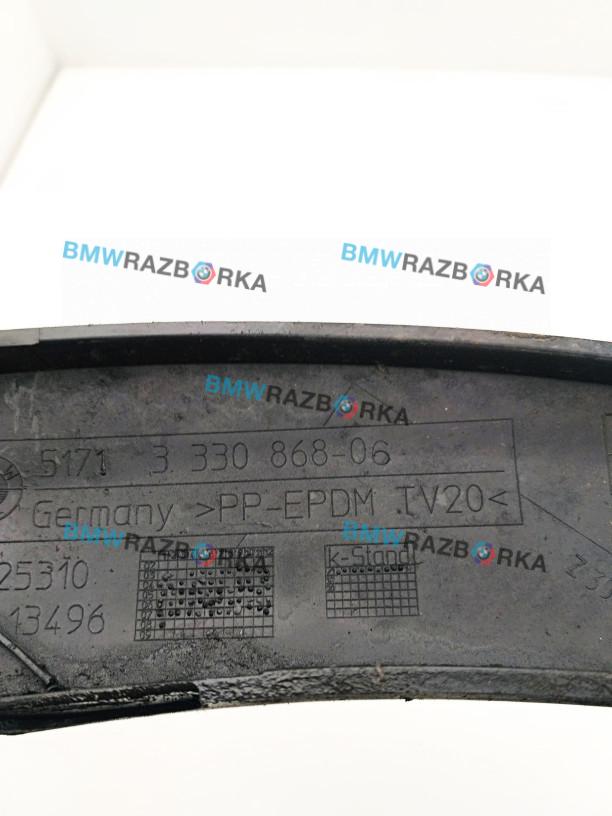 BMWRAZBORKA BMWRAZBORKA
BMWRAZBORKA
5171 3 330 868-06
Germany >PP-EPDM TV20<
BMWRAZBORKA BMWRAZBORKA
25310
k-Stand
13496